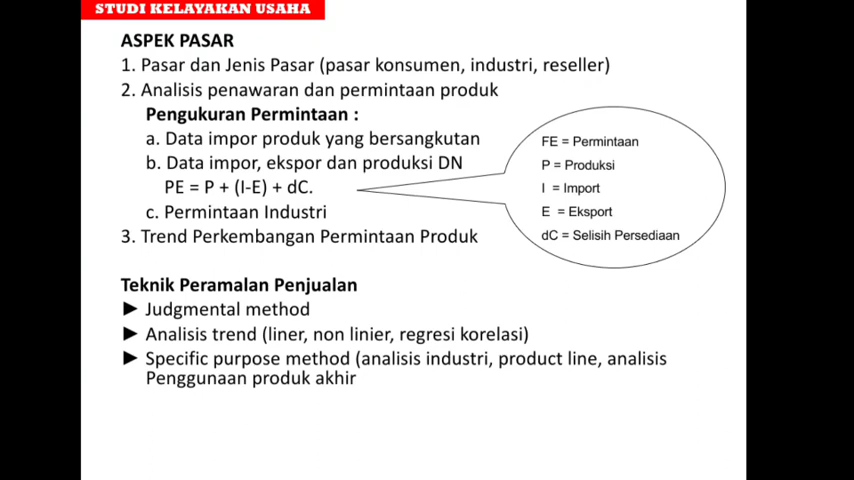 STUDI KELAYAKAN USAHA
ASPEK PASAR
1. Pasar dan Jenis Pasar (pasar konsumen, industri, reseller)
2. Analisis penawaran dan permintaan produk
Pengukuran Permintaan :
a. Data impor produk yang bersangkutan
b. Data impor, ekspor dan produksi DN
PE = P + (I-E) + dC.
c. Permintaan Industri
3. Trend Perkembangan Permintaan Produk
FE = Permintaan
P = Produksi
I = Import
E = Eksport
dC = Selisih Persediaan
Teknik Peramalan Penjualan
► Judgmental method
► Analisis trend (liner, non linier, regresi korelasi)
► Specific purpose method (analisis industri, product line, analisis
Penggunaan produk akhir